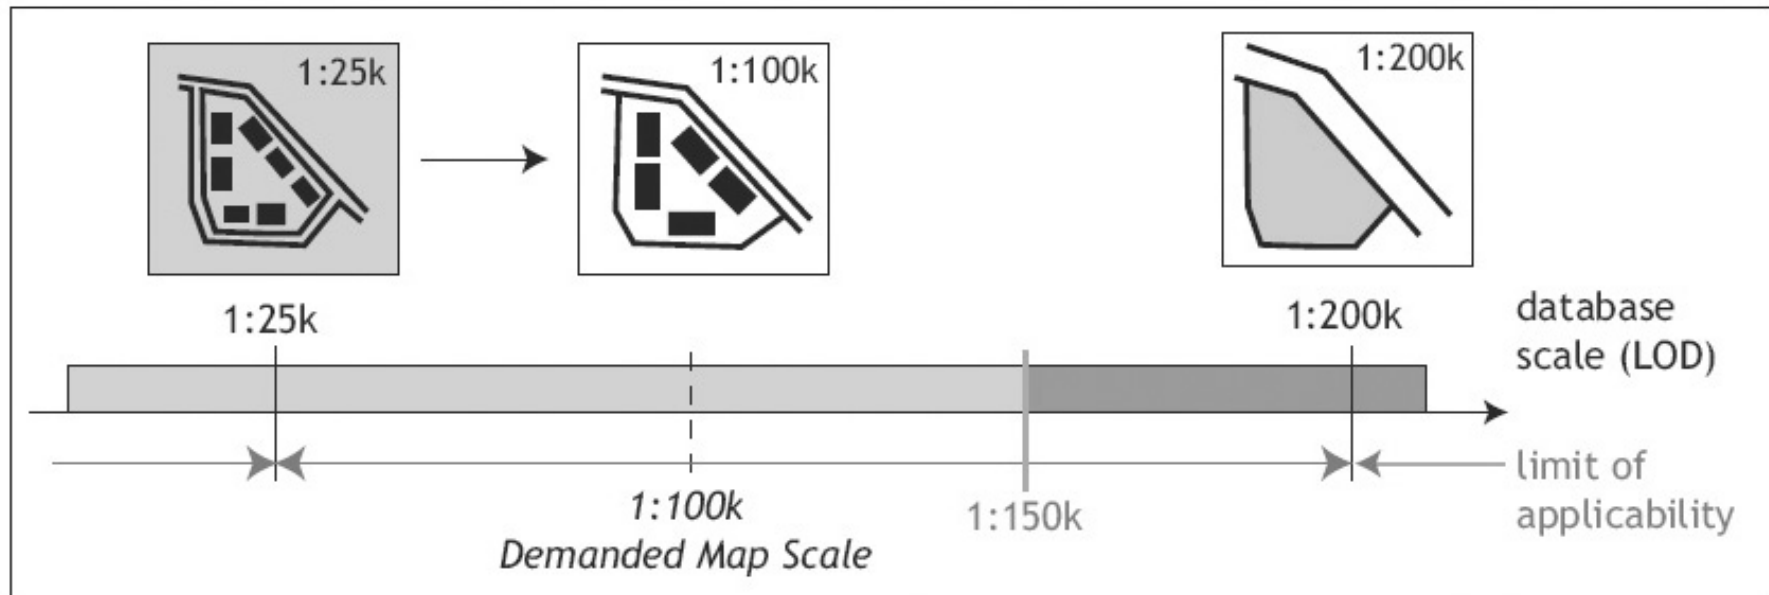 1:25k
1:100k
1:200k
1:25k
1:200k
database
scale (LOD)
1:100k
Demanded Map Scale
1:150k
limit of
applicability